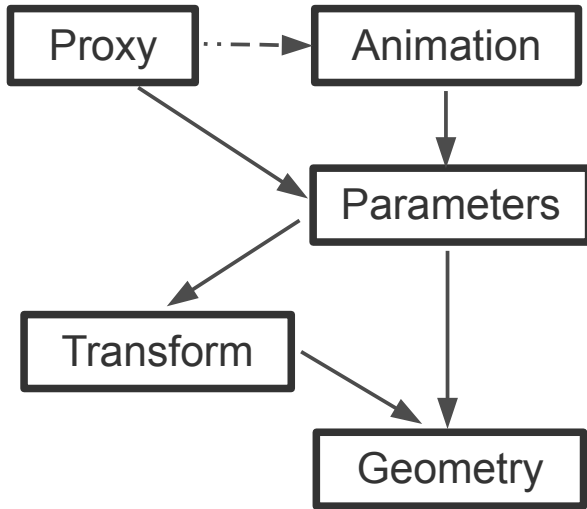 Proxy
Animation
Parameters
Transform
Geometry